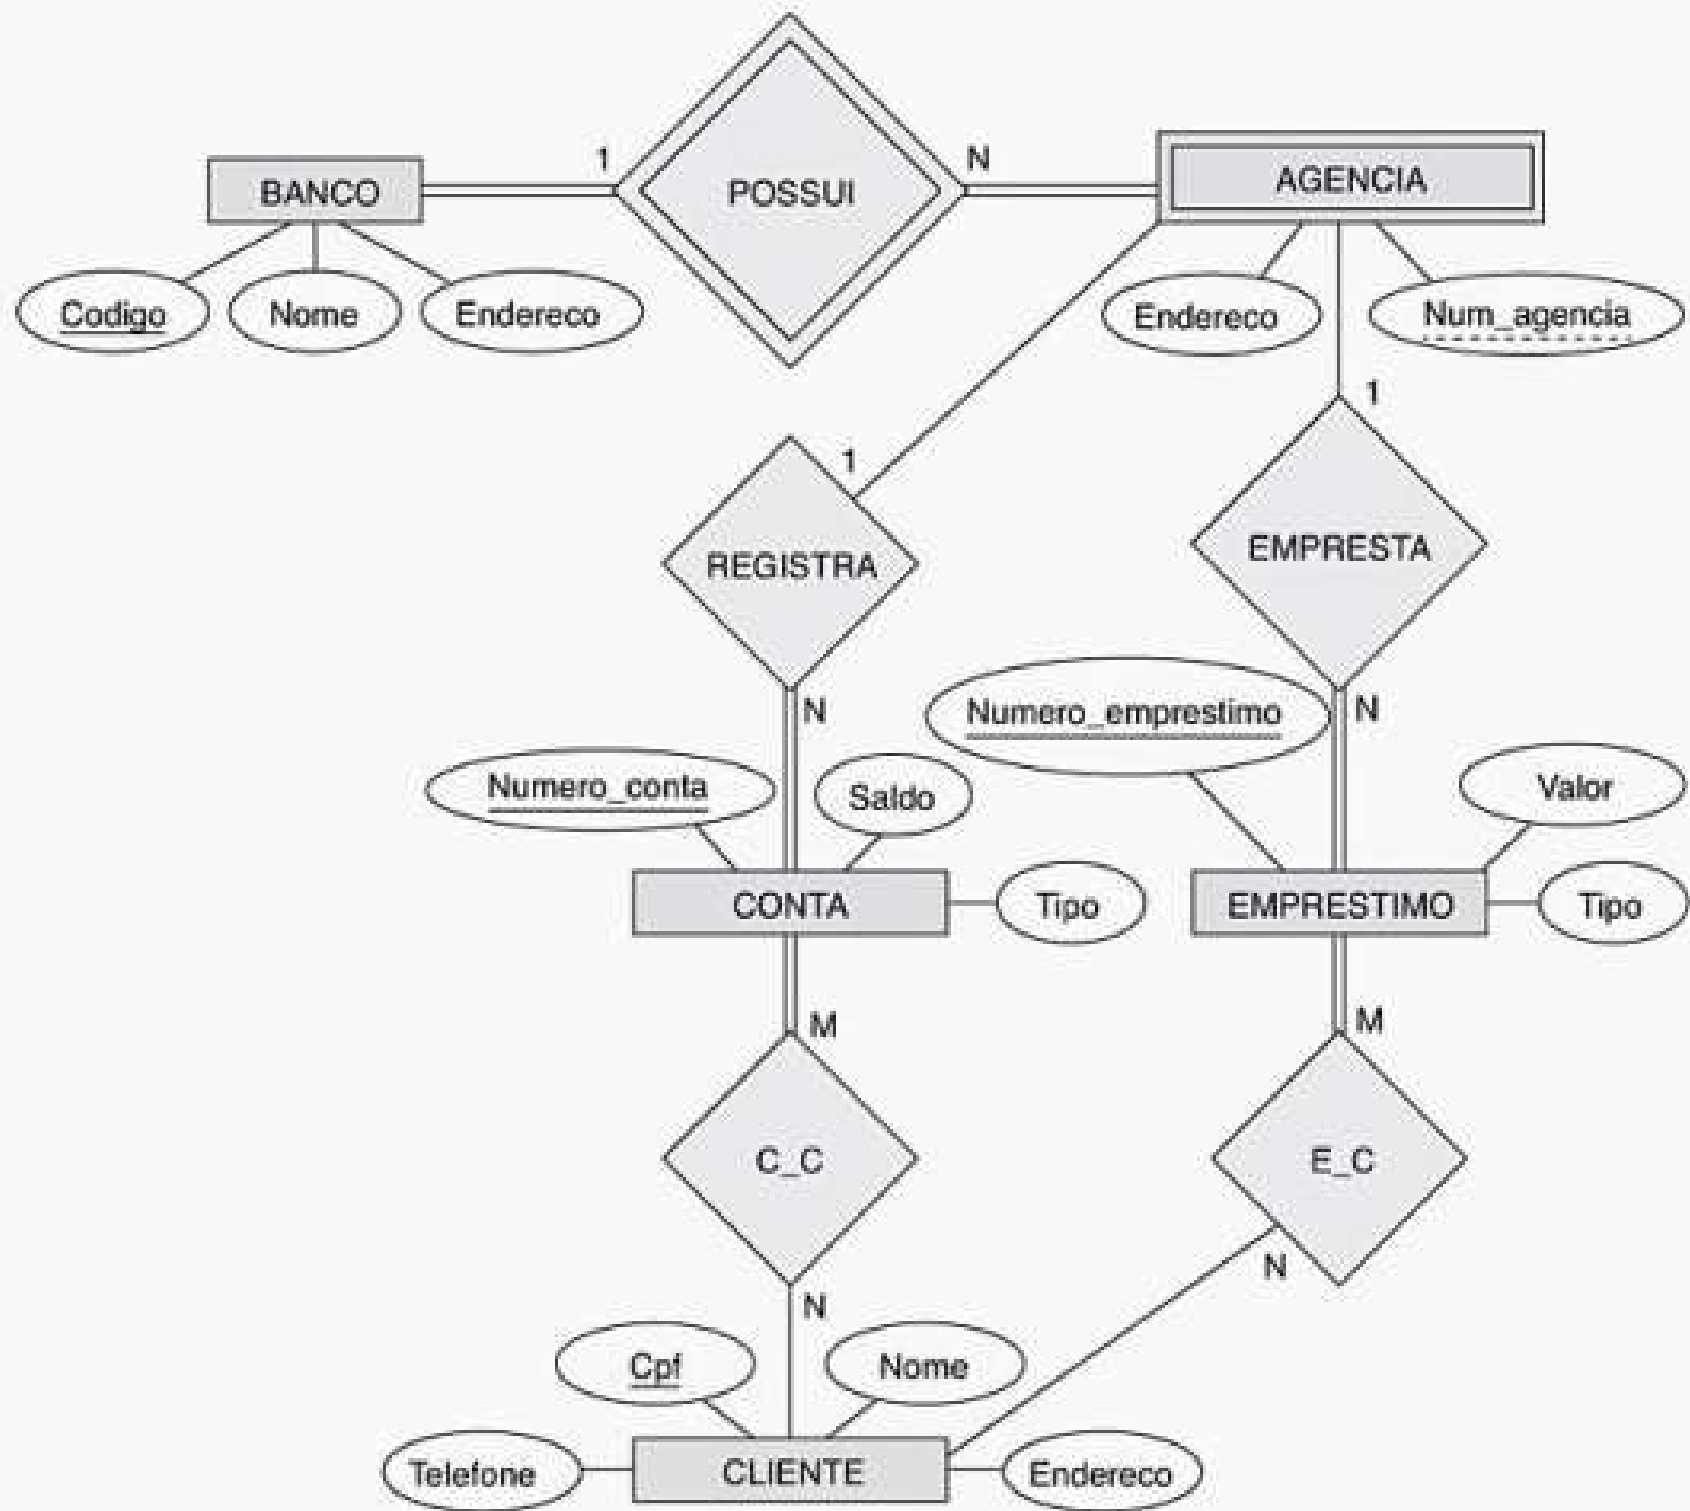 POSSUI
1
N
BANCO
AGENCIA
Codigo
Nome
Endereco
Endereco
Num_agencia
1
1
REGISTRA
EMPRESTA
N
Numero_emprestimo
N
Numero_conta
Saldo
Valor
CONTA
Tipo
EMPRESTIMO
Tipo
M
M
C_C
E_C
N
N
Cpf
Nome
Telefone
CLIENTE
Endereco